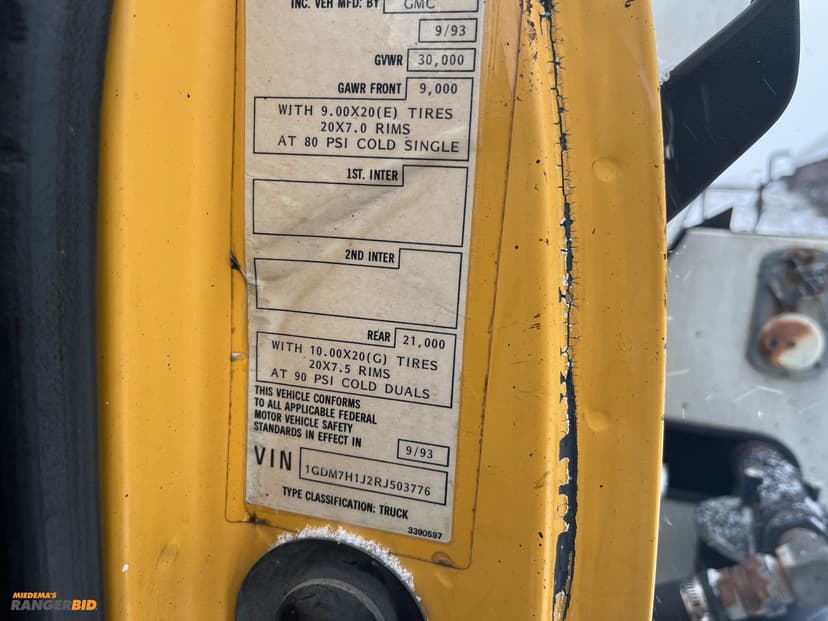 INC. VEH MFD: BY GMC
9/93
GVWR 30,000
GAWR FRONT 9,000
WITH 9.00X20(E) TIRES
20X7.0 RIMS
AT 80 PSI COLD SINGLE
1ST. INTER
2ND INTER
REAR 21,000
WITH 10.00X20(G) TIRES
20X7.5 RIMS
AT 90 PSI COLD DUALS
THIS VEHICLE CONFORMS
TO ALL APPLICABLE FEDERAL
MOTOR VEHICLE SAFETY
STANDARDS IN EFFECT IN
9/93
VIN 1GDM7H1J2RJ503776
TYPE CLASSIFICATION: TRUCK
3390597
MIEDEMA'S
RANGERBID